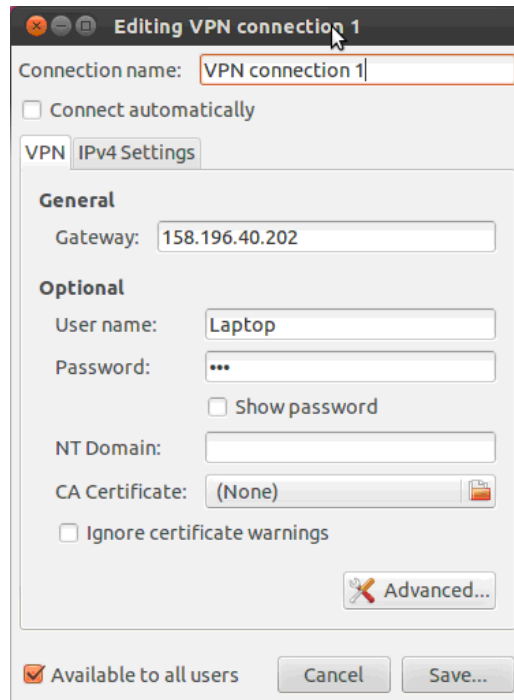 Editing VPN connection 1
Connection name: VPN connection 1
Connect automatically
VPN IPv4 Settings
General
Gateway: 158.196.40.202
Optional
User name: Laptop
Password: •••
Show password
NT Domain:
CA Certificate: (None)
Ignore certificate warnings
Advanced...
Available to all users Cancel Save...